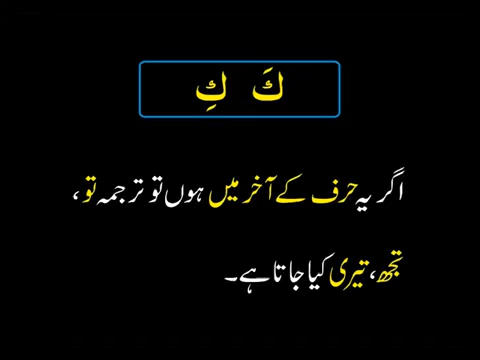 كَ كِ
اگر یہ حرف کے آخر میں ہوں تو ترجمہ تو،
تجھ، تیری کیا جاتا ہے۔